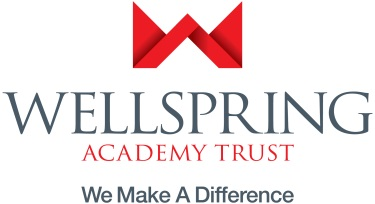 WELLSPRING
ACADEMY TRUST
We Make A Difference